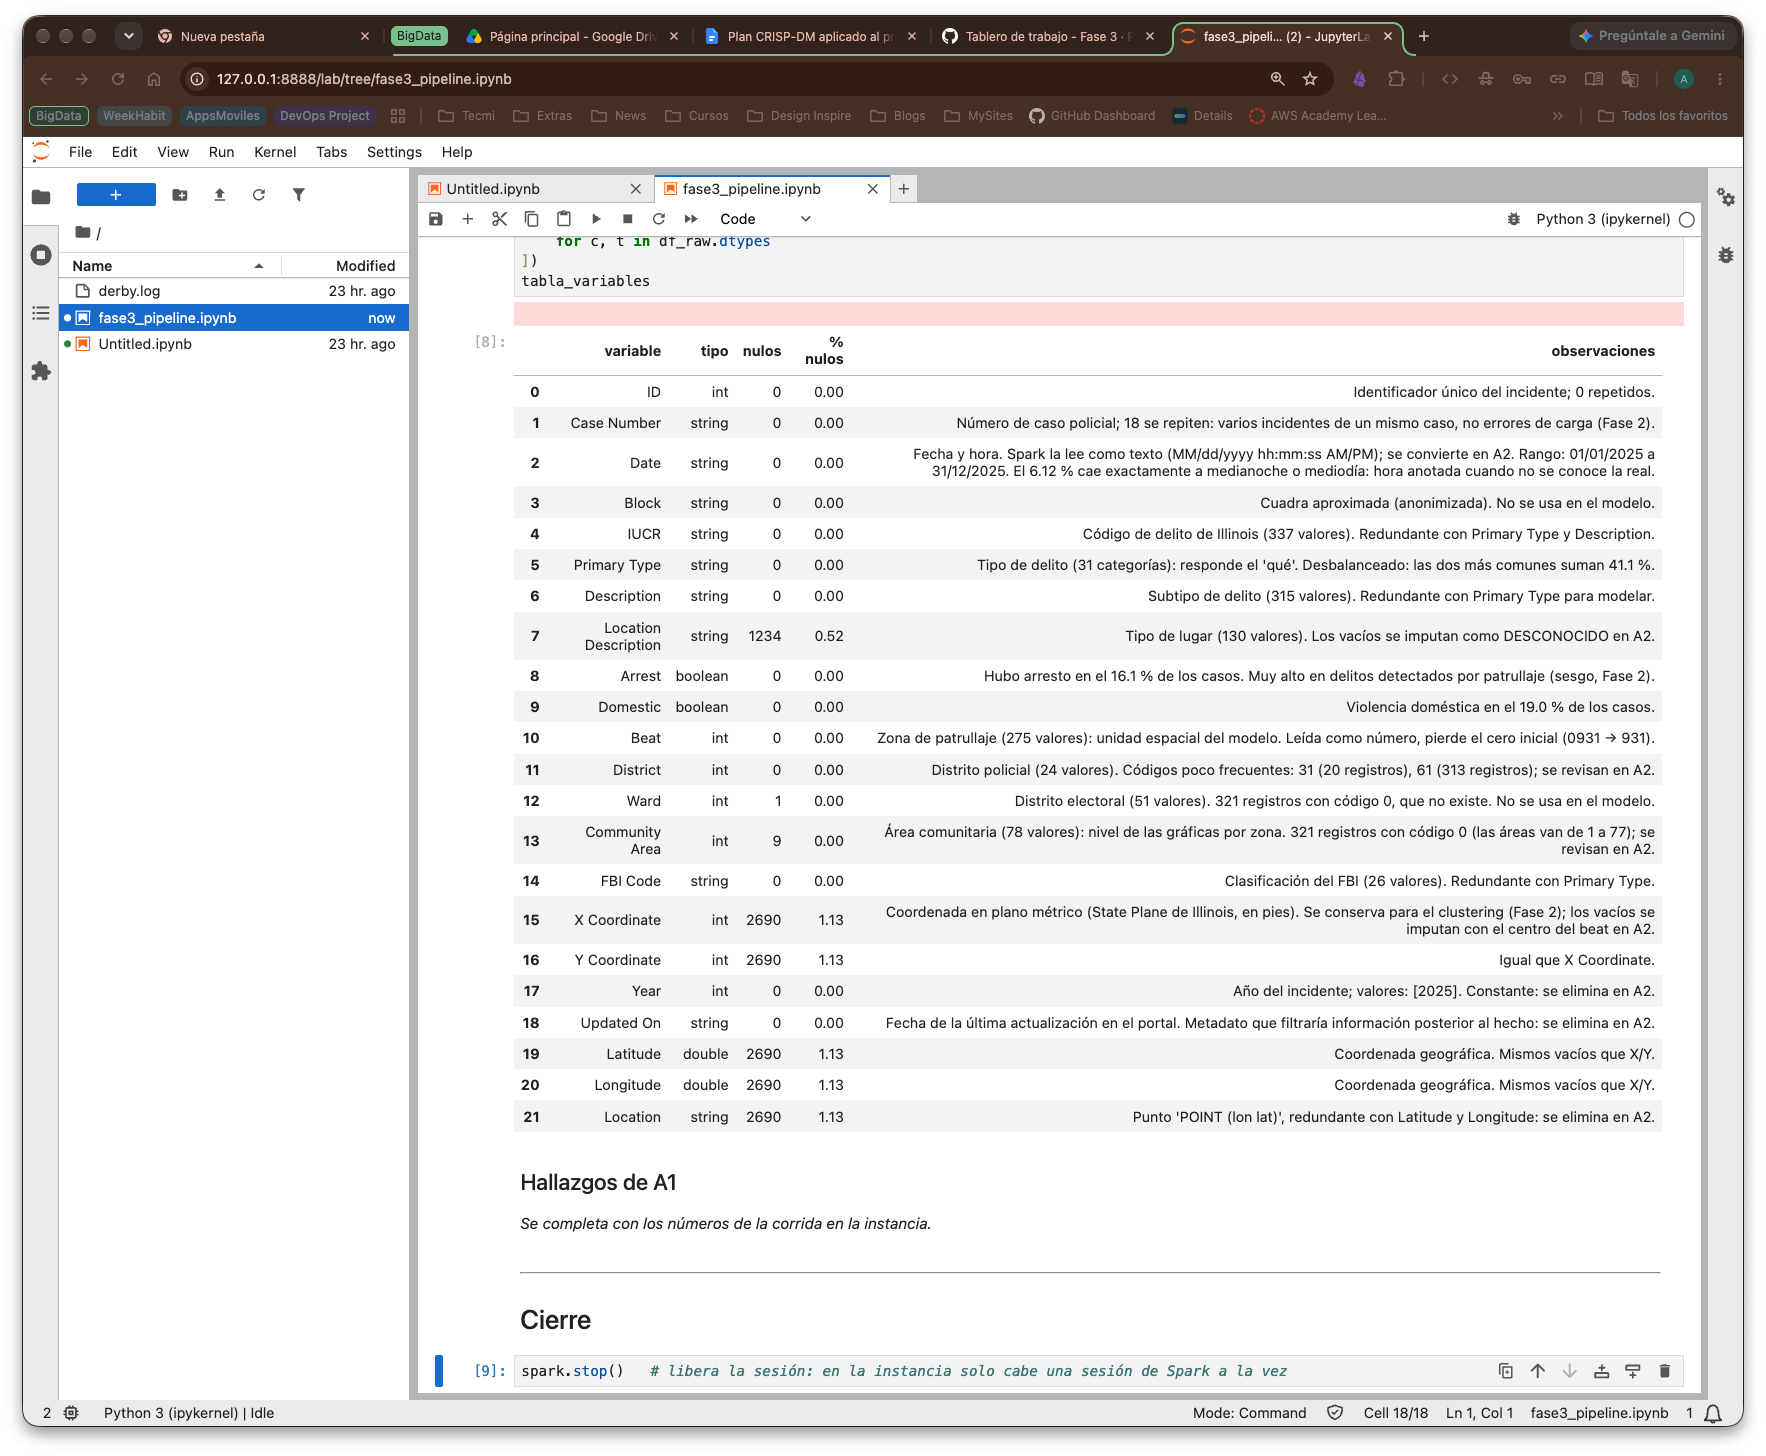 Nueva pestaña
BigData
Página principal - Google Driv
Plan CRISP-DM aplicado al pr
Tablero de trabajo - Fase 3 · P
fase3_pipeli... (2) - JupyterLa
Pregúntale a Gemini
127.0.0.1:8888/lab/tree/fase3_pipeline.ipynb
A
BigData
WeekHabit
AppsMoviles
DevOps Project
Tecmi
Extras
News
Cursos
Design Inspire
Blogs
MySites
GitHub Dashboard
Details
AWS Academy Lea...
Todos los favoritos
File Edit View Run Kernel Tabs Settings Help
Untitled.ipynb
fase3_pipeline.ipynb
Code
Python 3 (ipykernel)
/
Name Modified
derby.log 23 hr. ago
fase3_pipeline.ipynb now
Untitled.ipynb 23 hr. ago
for c, t in df_raw.dtypes
])
tabla_variables
[8]:
variable tipo nulos % nulos observaciones
0 ID int 0 0.00 Identificador único del incidente; 0 repetidos.
1 Case Number string 0 0.00 Número de caso policial; 18 se repiten: varios incidentes de un mismo caso, no errores de carga (Fase 2).
2 Date string 0 0.00 Fecha y hora. Spark la lee como texto (MM/dd/yyyy hh:mm:ss AM/PM); se convierte en A2. Rango: 01/01/2025 a
31/12/2025. El 6.12 % cae exactamente a medianoche o mediodía: hora anotada cuando no se conoce la real.
3 Block string 0 0.00 Cuadra aproximada (anonimizada). No se usa en el modelo.
4 IUCR string 0 0.00 Código de delito de Illinois (337 valores). Redundante con Primary Type y Description.
5 Primary Type string 0 0.00 Tipo de delito (31 categorías): responde el 'qué'. Desbalanceado: las dos más comunes suman 41.1 %.
6 Description string 0 0.00 Subtipo de delito (315 valores). Redundante con Primary Type para modelar.
7 Location Description string 1234 0.52 Tipo de lugar (130 valores). Los vacíos se imputan como DESCONOCIDO en A2.
8 Arrest boolean 0 0.00 Hubo arresto en el 16.1 % de los casos. Muy alto en delitos detectados por patrullaje (sesgo, Fase 2).
9 Domestic boolean 0 0.00 Violencia doméstica en el 19.0 % de los casos.
10 Beat int 0 0.00 Zona de patrullaje (275 valores): unidad espacial del modelo. Leída como número, pierde el cero inicial (0931 → 931).
11 District int 0 0.00 Distrito policial (24 valores). Códigos poco frecuentes: 31 (20 registros), 61 (313 registros); se revisan en A2.
12 Ward int 1 0.00 Distrito electoral (51 valores). 321 registros con código 0, que no existe. No se usa en el modelo.
13 Community Area int 9 0.00 Área comunitaria (78 valores): nivel de las gráficas por zona. 321 registros con código 0 (las áreas van de 1 a 77); se
revisan en A2.
14 FBI Code string 0 0.00 Clasificación del FBI (26 valores). Redundante con Primary Type.
15 X Coordinate int 2690 1.13 Coordenada en plano métrico (State Plane de Illinois, en pies). Se conserva para el clustering (Fase 2); los vacíos se
imputan con el centro del beat en A2.
16 Y Coordinate int 2690 1.13 Igual que X Coordinate.
17 Year int 0 0.00 Año del incidente; valores: [2025]. Constante: se elimina en A2.
18 Updated On string 0 0.00 Fecha de la última actualización en el portal. Metadato que filtraría información posterior al hecho: se elimina en A2.
19 Latitude double 2690 1.13 Coordenada geográfica. Mismos vacíos que X/Y.
20 Longitude double 2690 1.13 Coordenada geográfica. Mismos vacíos que X/Y.
21 Location string 2690 1.13 Punto 'POINT (lon lat)', redundante con Latitude y Longitude: se elimina en A2.
Hallazgos de A1
Se completa con los números de la corrida en la instancia.
Cierre
[9]: spark.stop() # libera la sesión: en la instancia solo cabe una sesión de Spark a la vez
2 Python 3 (ipykernel) | Idle Mode: Command Cell 18/18 Ln 1, Col 1 fase3_pipeline.ipynb 1